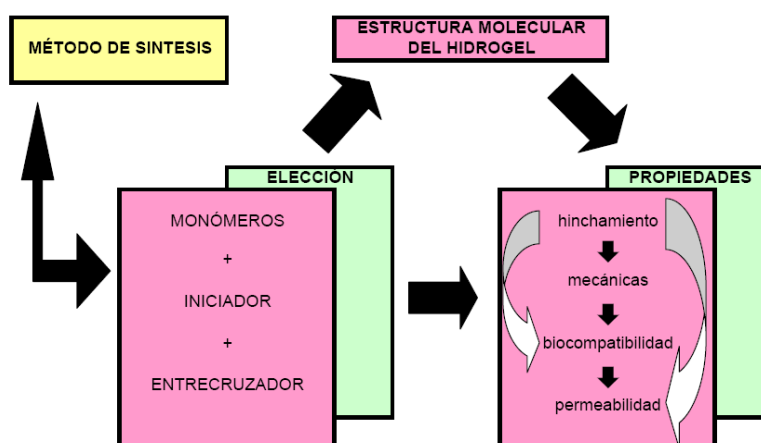 MÉTODO DE SINTESIS
ESTRUCTURA MOLECULAR
DEL HIDROGEL
ELECCIÓN
MONÓMEROS
+
INICIADOR
+
ENTRECRUZADOR
PROPIEDADES
hinchamiento
mecánicas
biocompatibilidad
permeabilidad